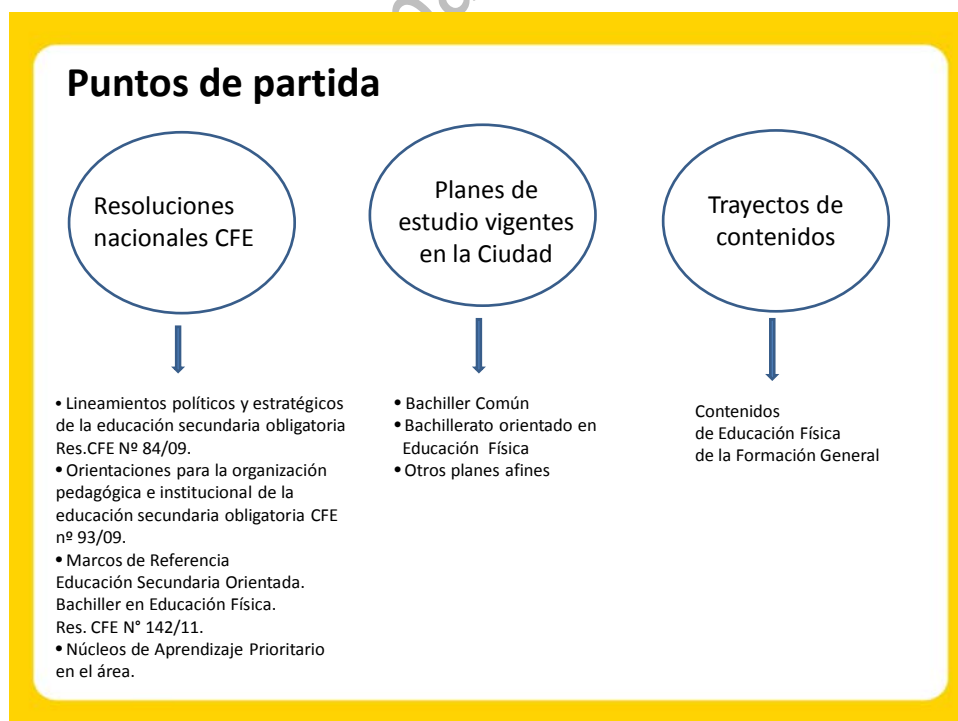 Puntos de partida
Resoluciones
nacionales CFE
Planes de
estudio vigentes
en la Ciudad
Trayectos de
contenidos
• Lineamientos políticos y estratégicos
de la educación secundaria obligatoria
Res.CFE Nº 84/09.
• Orientaciones para la organización
pedagógica e institucional de la
educación secundaria obligatoria CFE
nº 93/09.
• Marcos de Referencia
Educación Secundaria Orientada.
Bachiller en Educación Física.
Res. CFE N° 142/11.
• Núcleos de Aprendizaje Prioritario
en el área.
• Bachiller Común
• Bachillerato orientado en
Educación Física
• Otros planes afines
Contenidos
de Educación Física
de la Formación General